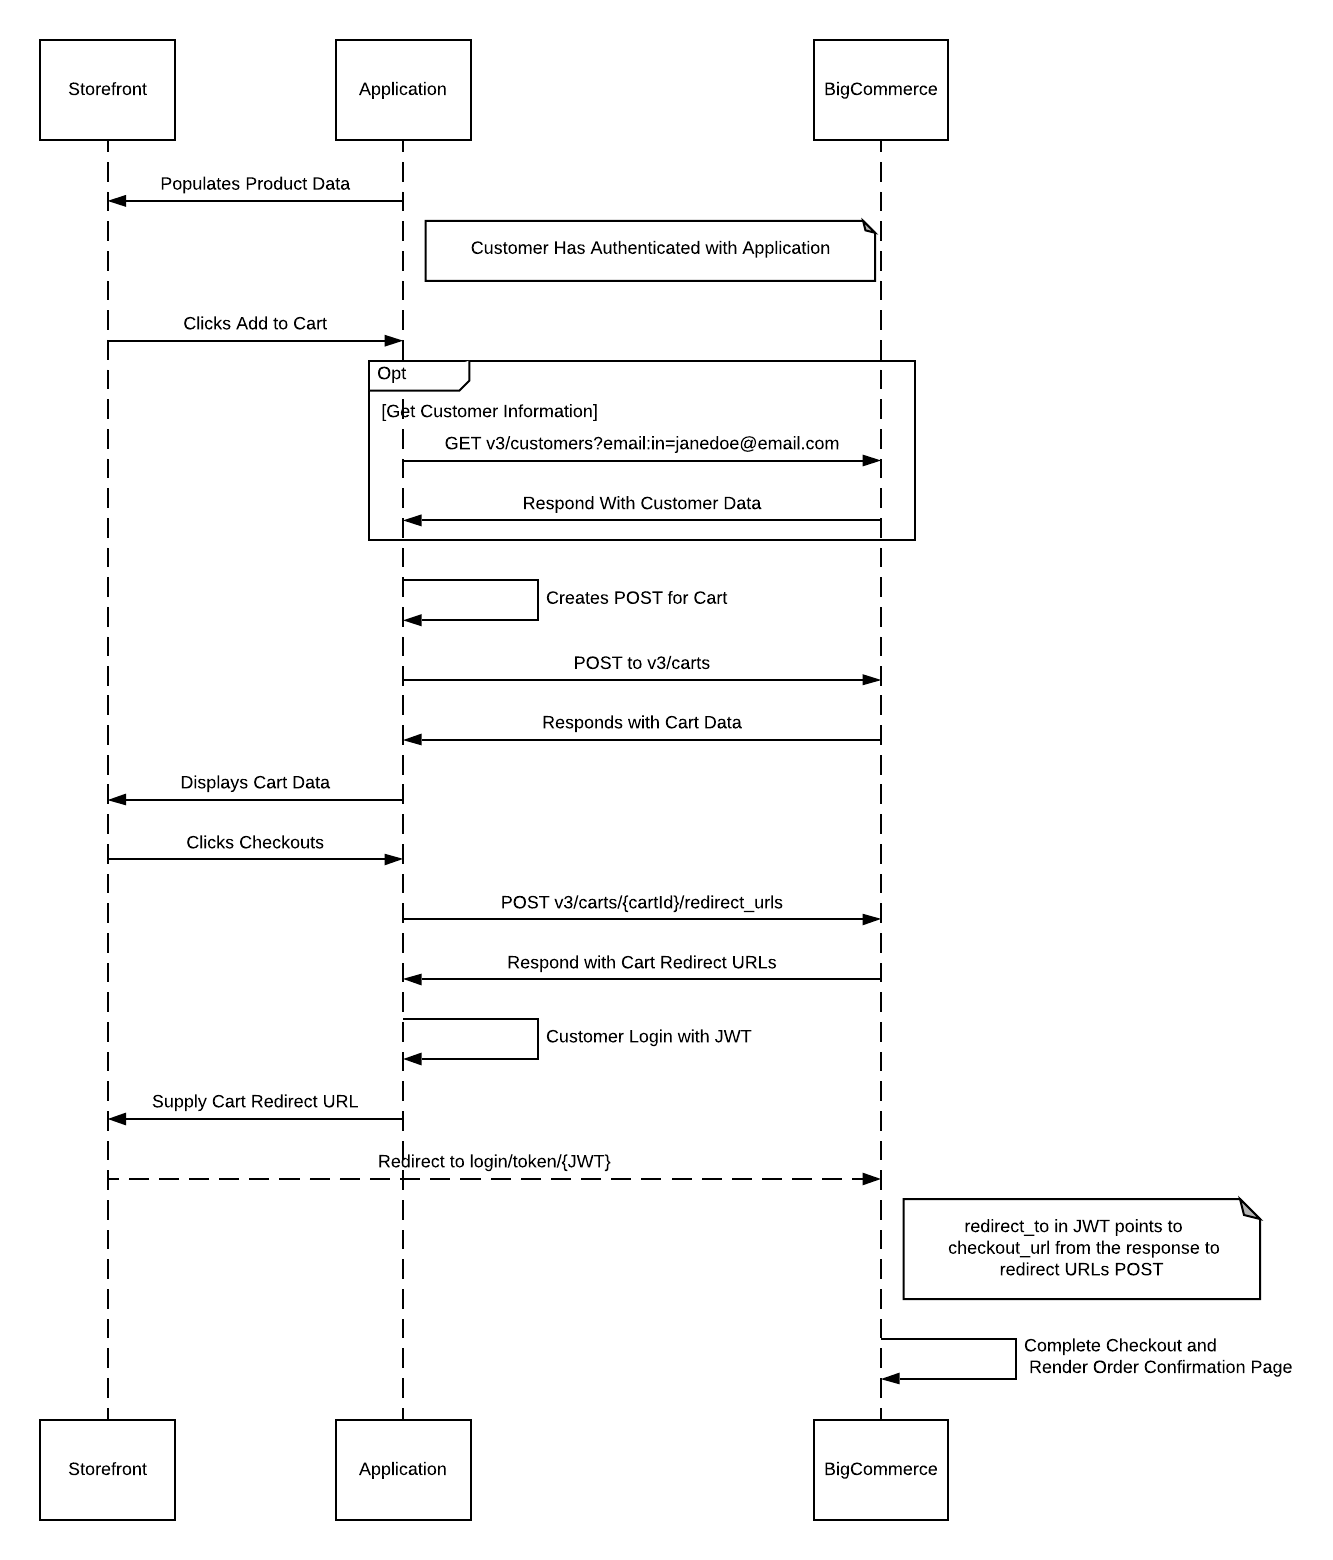 Storefront
Application
BigCommerce
Populates Product Data
Customer Has Authenticated with Application
Clicks Add to Cart
Opt
[Get Customer Information]
GET v3/customers?email:in=janedoe@email.com
Respond With Customer Data
Creates POST for Cart
POST to v3/carts
Responds with Cart Data
Displays Cart Data
Clicks Checkouts
POST v3/carts/{cartId}/redirect_urls
Respond with Cart Redirect URLs
Customer Login with JWT
Supply Cart Redirect URL
Redirect to login/token/{JWT}
redirect_to in JWT points to
checkout_url from the response to
redirect URLs POST
Complete Checkout and
Render Order Confirmation Page
Storefront
Application
BigCommerce